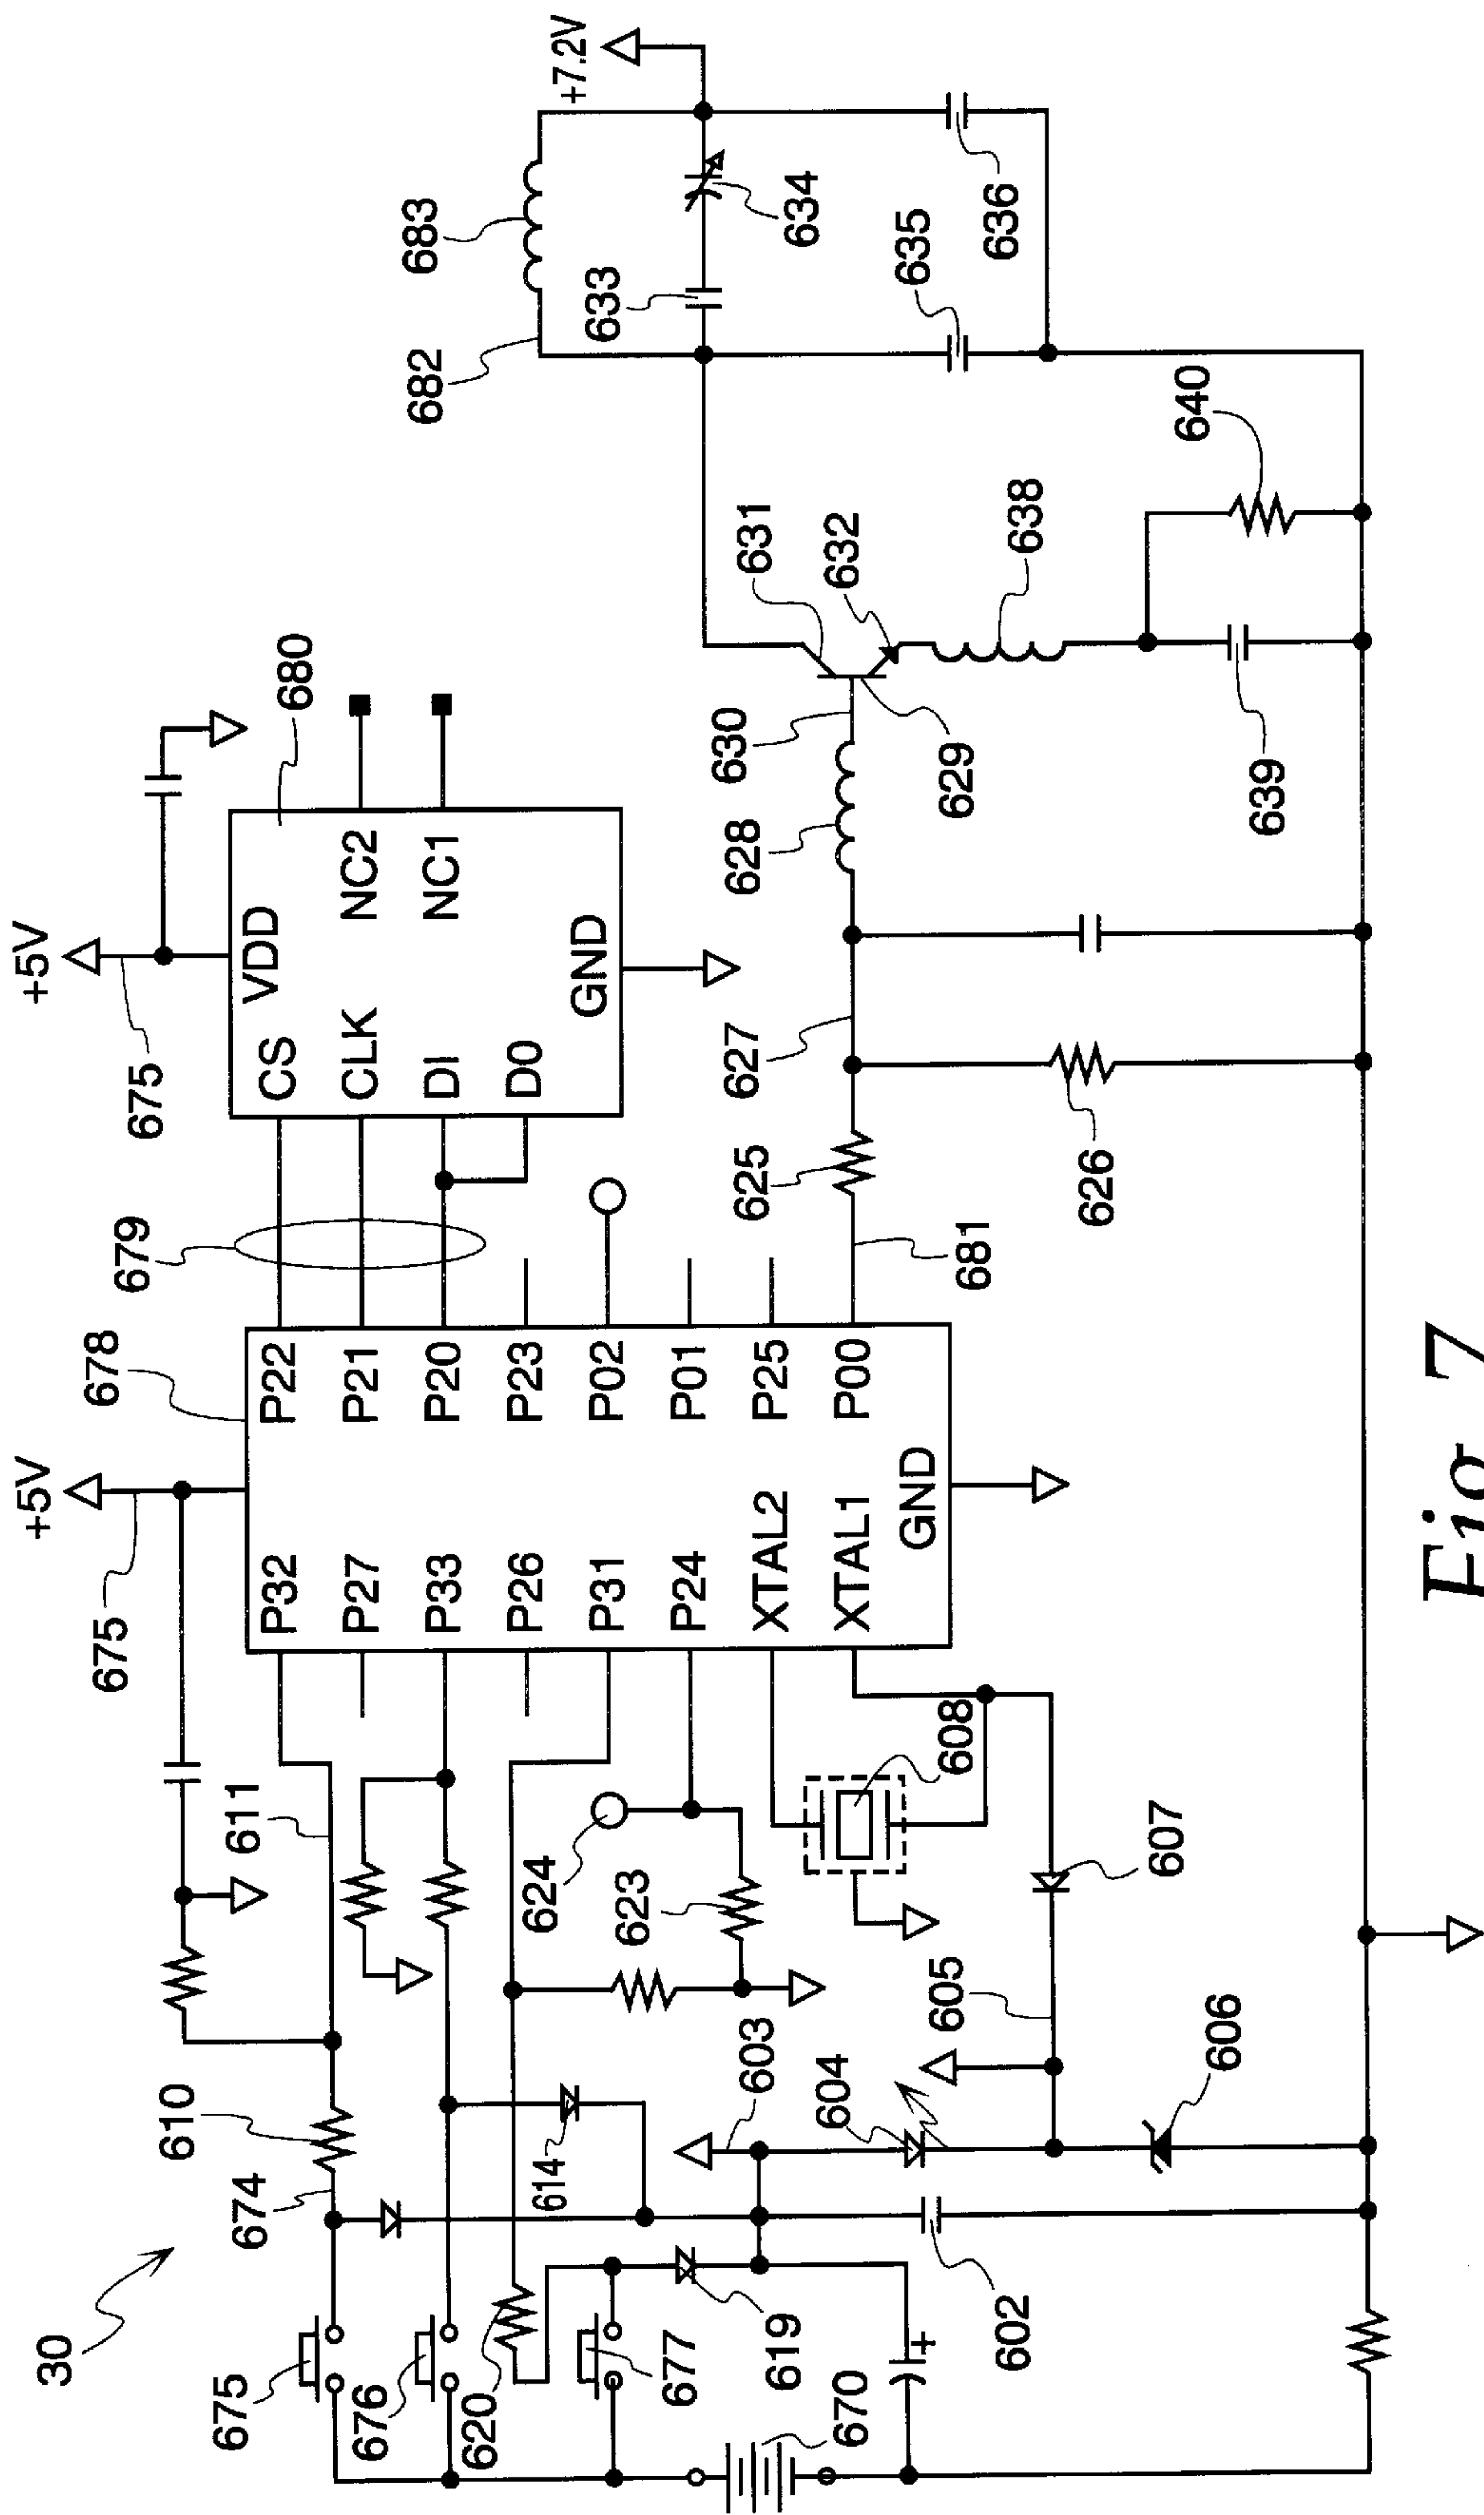 30
675
676
620
677
619
670
602
674
610
611
614
603
604
605
606
607
608
623
624
675
+5V
678
P32
P27
P33
P26
P31
P24
XTAL2
XTAL1
GND
P22
P21
P20
P23
P02
P01
P25
P00
679
681
625
626
627
628
675
+5V
680
CS
VDD
CLK
DI
D0
GND
NC2
NC1
630
629
631
632
638
639
640
682
683
633
634
635
636
+7.2V
+
Fig 7